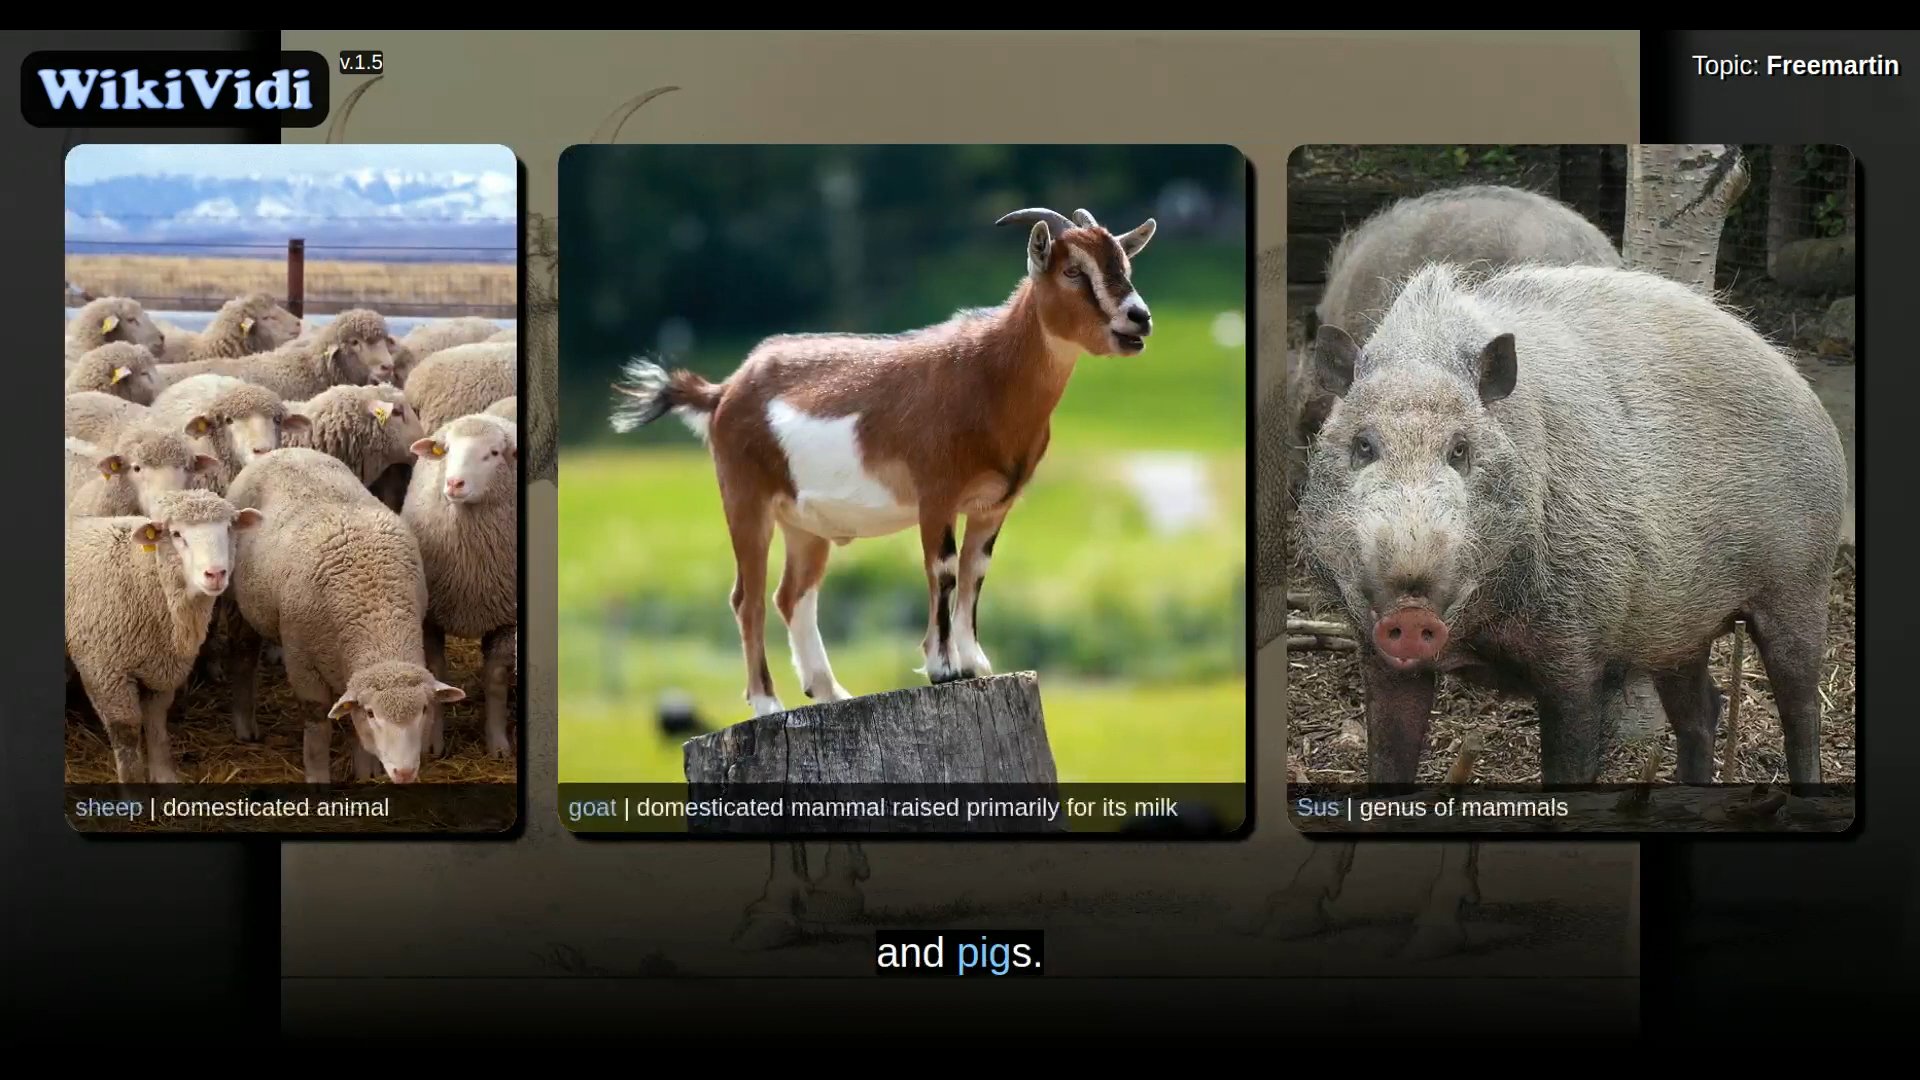 WikiVidi
v.1.5
Topic: Freemartin
sheep | domesticated animal
goat | domesticated mammal raised primarily for its milk
Sus | genus of mammals
and pigs.